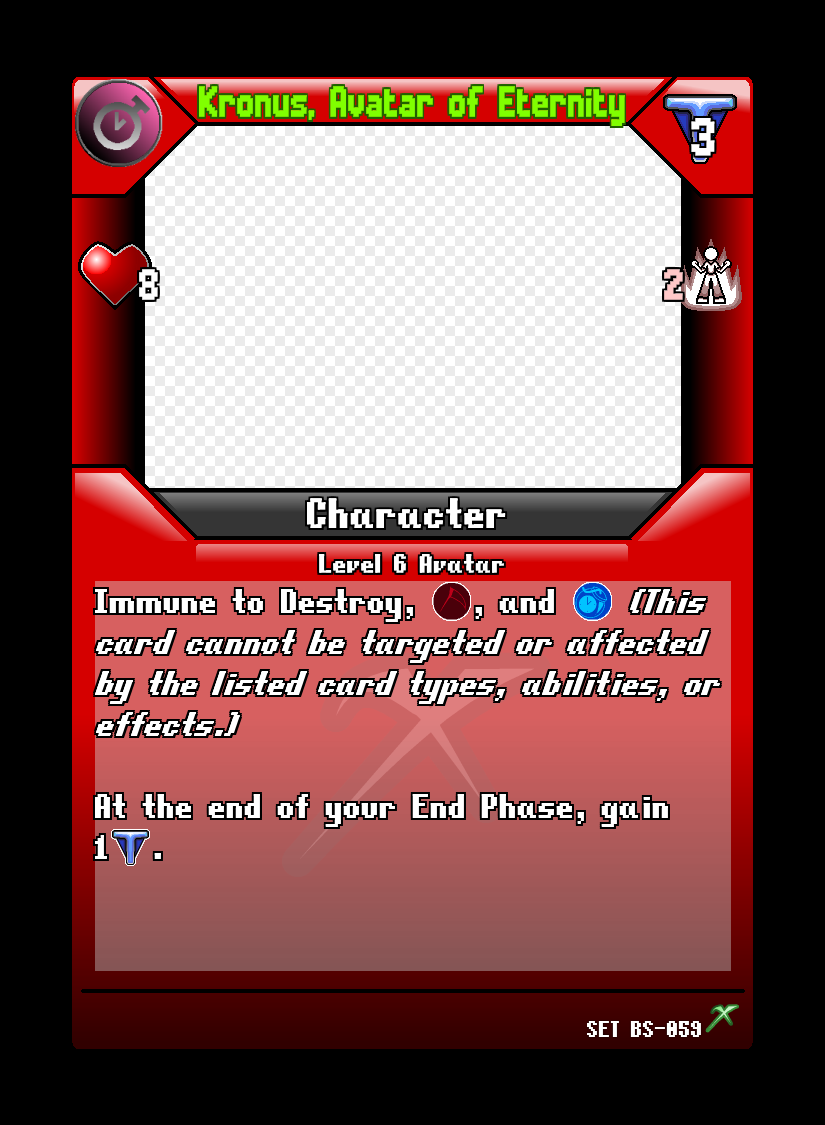 Kronus, Avatar of Eternity
3
8
2
Character
Level 6 Avatar
Immune to Destroy, , and (This
card cannot be targeted or affected
by the listed card types, abilities, or
effects.)
At the end of your End Phase, gain
1 .
SET BS-059